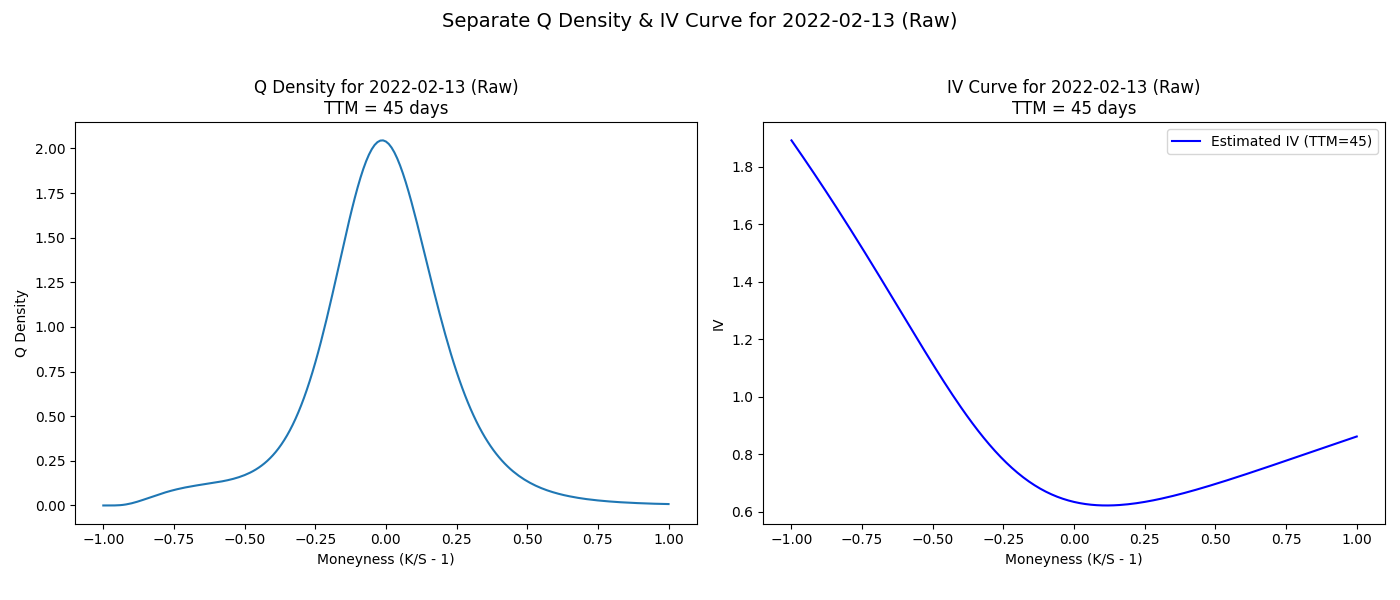 Separate Q Density & IV Curve for 2022-02-13 (Raw)
Q Density for 2022-02-13 (Raw)
TTM = 45 days
Q Density
2.00
1.75
1.50
1.25
1.00
0.75
0.50
0.25
0.00
−1.00 −0.75 −0.50 −0.25 0.00 0.25 0.50 0.75 1.00
Moneyness (K/S - 1)
IV Curve for 2022-02-13 (Raw)
TTM = 45 days
Estimated IV (TTM=45)
IV
1.8
1.6
1.4
1.2
1.0
0.8
0.6
−1.00 −0.75 −0.50 −0.25 0.00 0.25 0.50 0.75 1.00
Moneyness (K/S - 1)